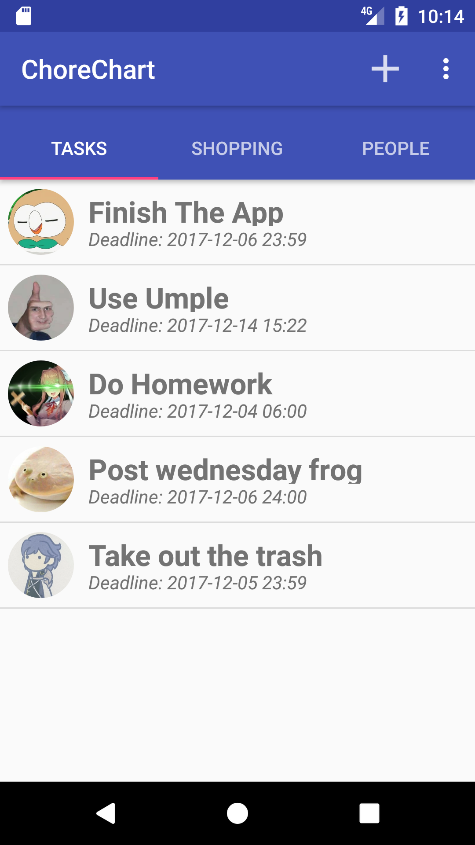 4G 10:14
ChoreChart
TASKS SHOPPING PEOPLE
Finish The App
Deadline: 2017-12-06 23:59
Use Umple
Deadline: 2017-12-14 15:22
Do Homework
Deadline: 2017-12-04 06:00
Post wednesday frog
Deadline: 2017-12-06 24:00
Take out the trash
Deadline: 2017-12-05 23:59